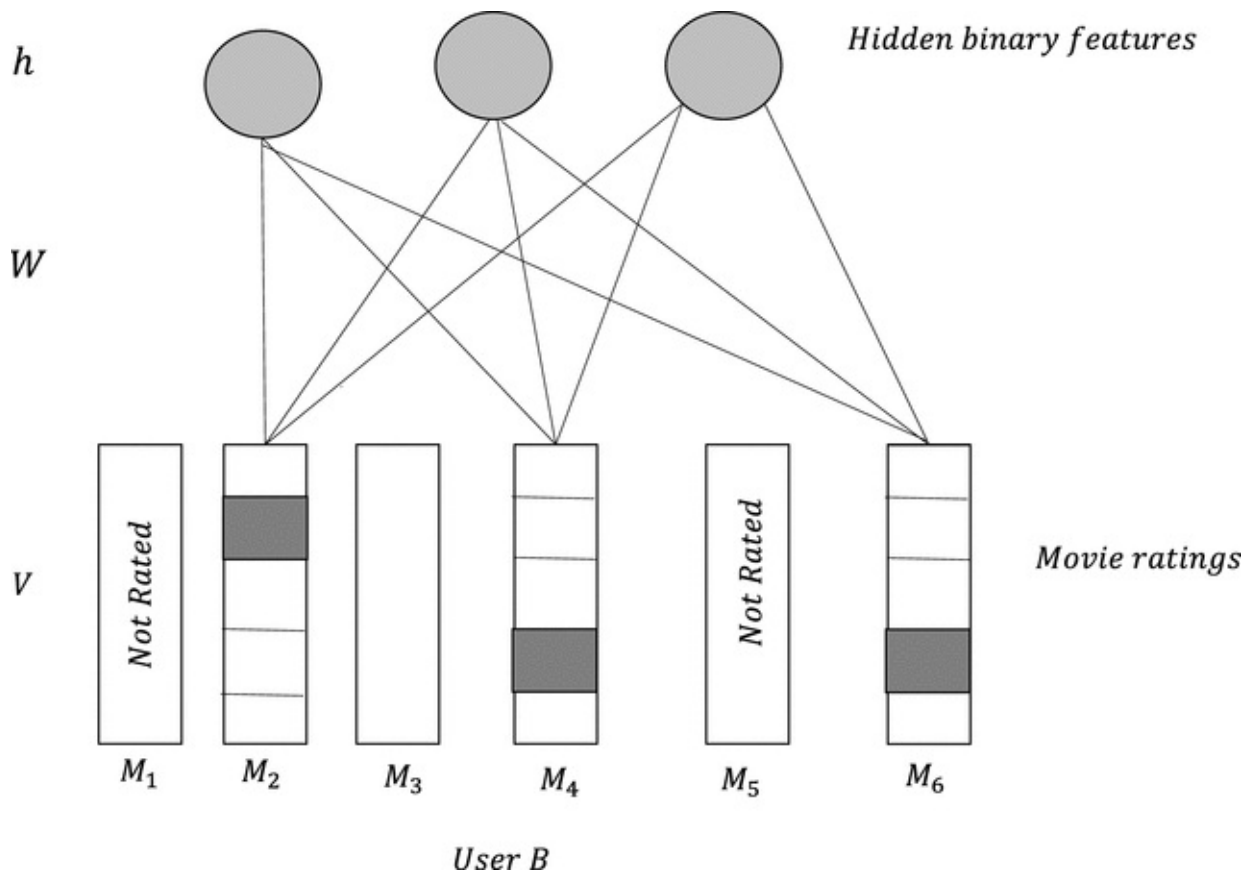 h
Hidden binary features
W
Not Rated
Not Rated
V
Movie ratings
M₁
M₂
M₃
M₄
M₅
M₆
User B